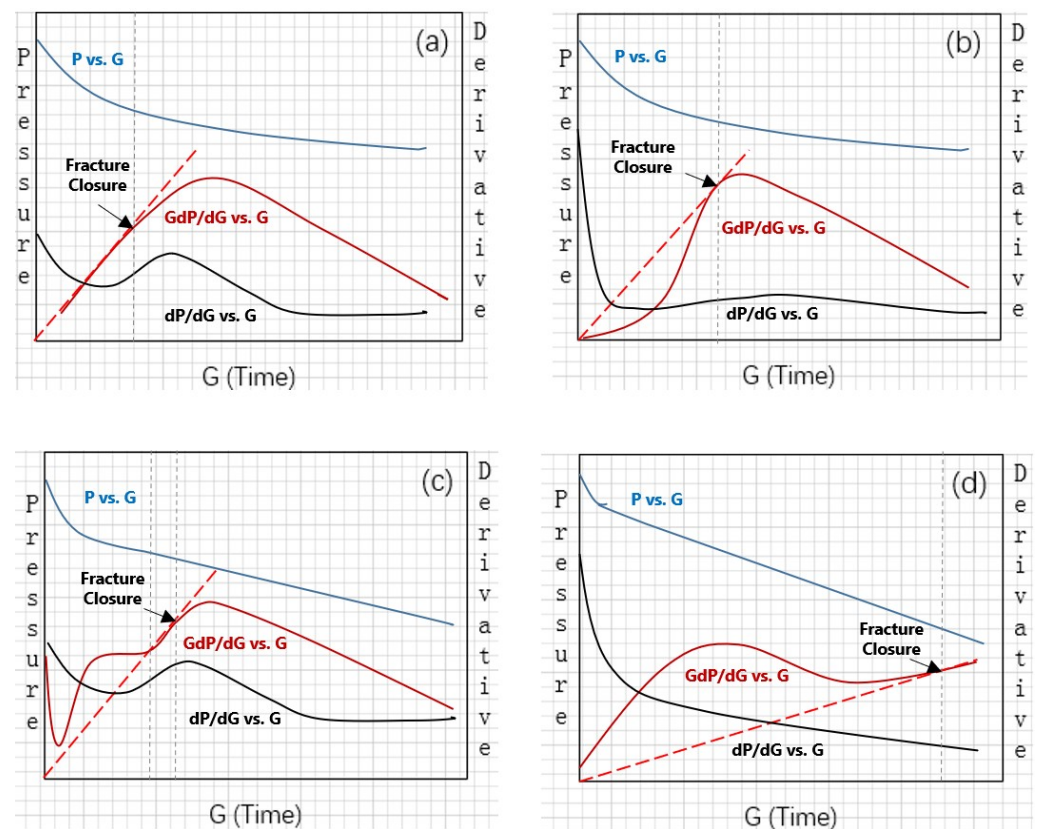 (a)
Pressure
Derivative
P vs. G
Fracture
Closure
GdP/dG vs. G
dP/dG vs. G
G (Time)
(b)
Pressure
Derivative
P vs. G
Fracture
Closure
GdP/dG vs. G
dP/dG vs. G
G (Time)
(c)
Pressure
Derivative
P vs. G
Fracture
Closure
GdP/dG vs. G
dP/dG vs. G
G (Time)
(d)
Pressure
Derivative
P vs. G
Fracture
Closure
GdP/dG vs. G
dP/dG vs. G
G (Time)